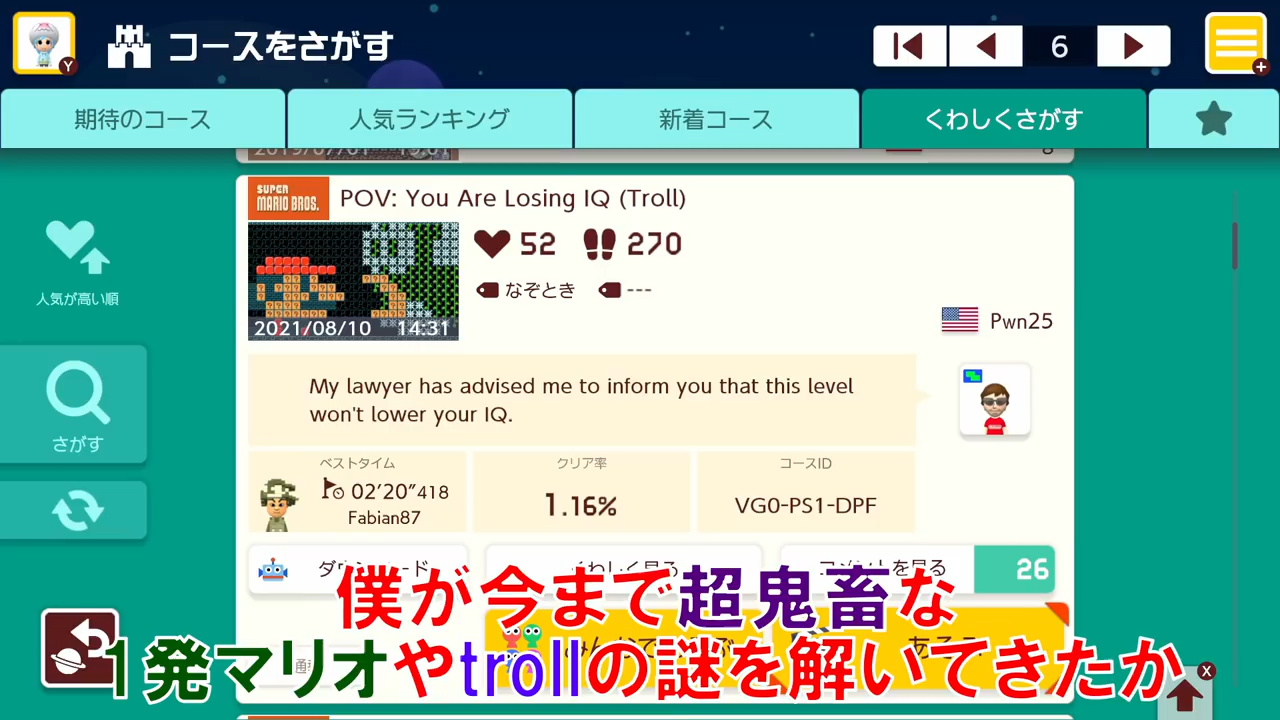 コースをさがす
6
Y
+
期待のコース
人気ランキング
新着コース
くわしくさがす
SUPER MARIO BROS.
POV: You Are Losing IQ (Troll)
52
270
なぞとき
---
2021/08/10 14:31
Pwn25
人気が高い順
さがす
My lawyer has advised me to inform you that this level
won't lower your IQ.
ベストタイム
02'20"418
Fabian87
クリア率
1.16%
コースID
VG0-PS1-DPF
26
僕が今まで超鬼畜な
1発マリオやtrollの謎を解いてきたか
X